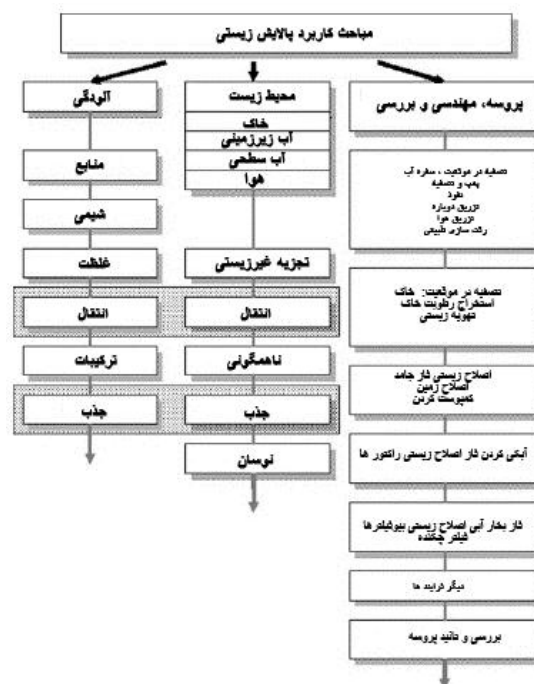 مباحث کاربرد پالایش زیستی
آلودگی
منابع
شیمی
غلظت
انتقال
ترکیبات
جذب
محیط زیست
خاک
آب زیرزمینی
آب سطحی
هوا
تجزیه غیرزیستی
انتقال
ناهمگونی
جذب
نوسان
پروسه، مهندسی و بررسی
تصفیه در موقعیت ، سفره آب
پمپ و تصفیه
نفوذ
تزریق دوباره
تزریق هوا
رقت سازی طبیعی
تصفیه در موقعیت: خاک
استخراج رطوبت خاک
تهویه زیستی
اصلاح زیستی فاز جامد
اصلاح زمین
کمپوست کردن
آبکی کردن فاز اصلاح زیستی راکتور ها
فاز بخار آبی اصلاح زیستی بیوفیلترها
فیلتر چکنده
دیگر فرایند ها
بررسی و تائید پروسه